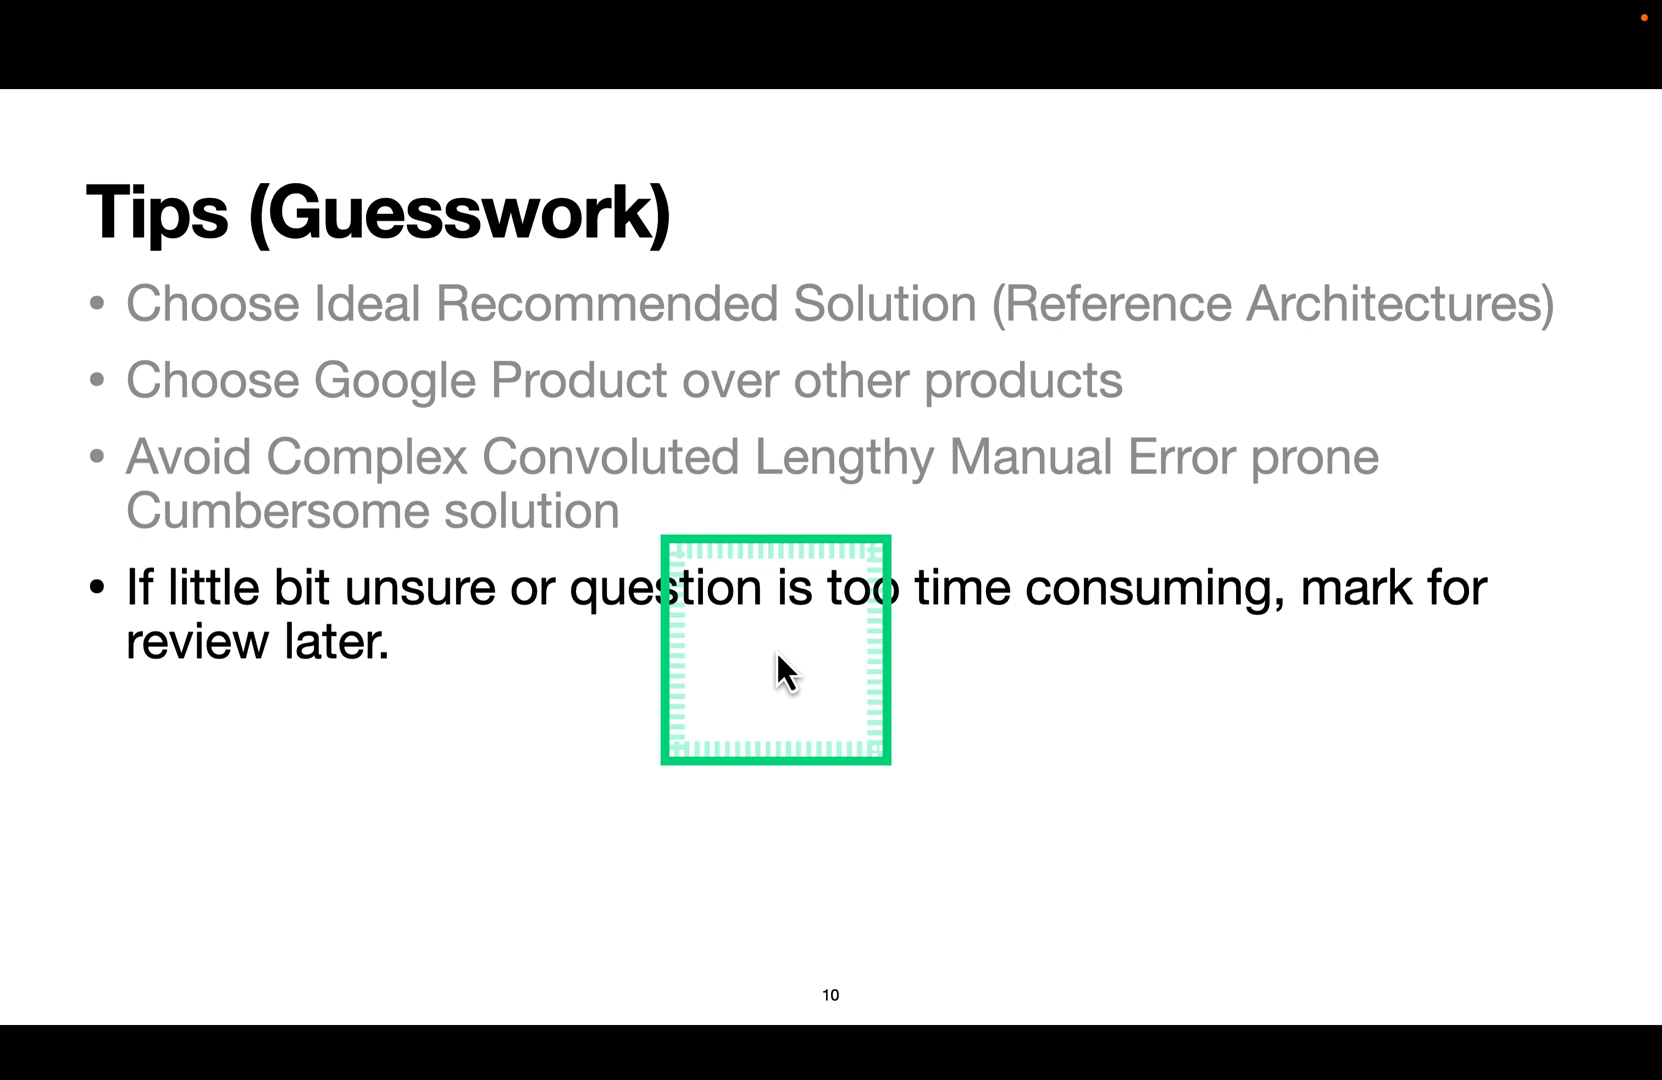 Tips (Guesswork)
• Choose Ideal Recommended Solution (Reference Architectures)
• Choose Google Product over other products
• Avoid Complex Convoluted Lengthy Manual Error prone
Cumbersome solution
• If little bit unsure or question is too time consuming, mark for
review later.
10